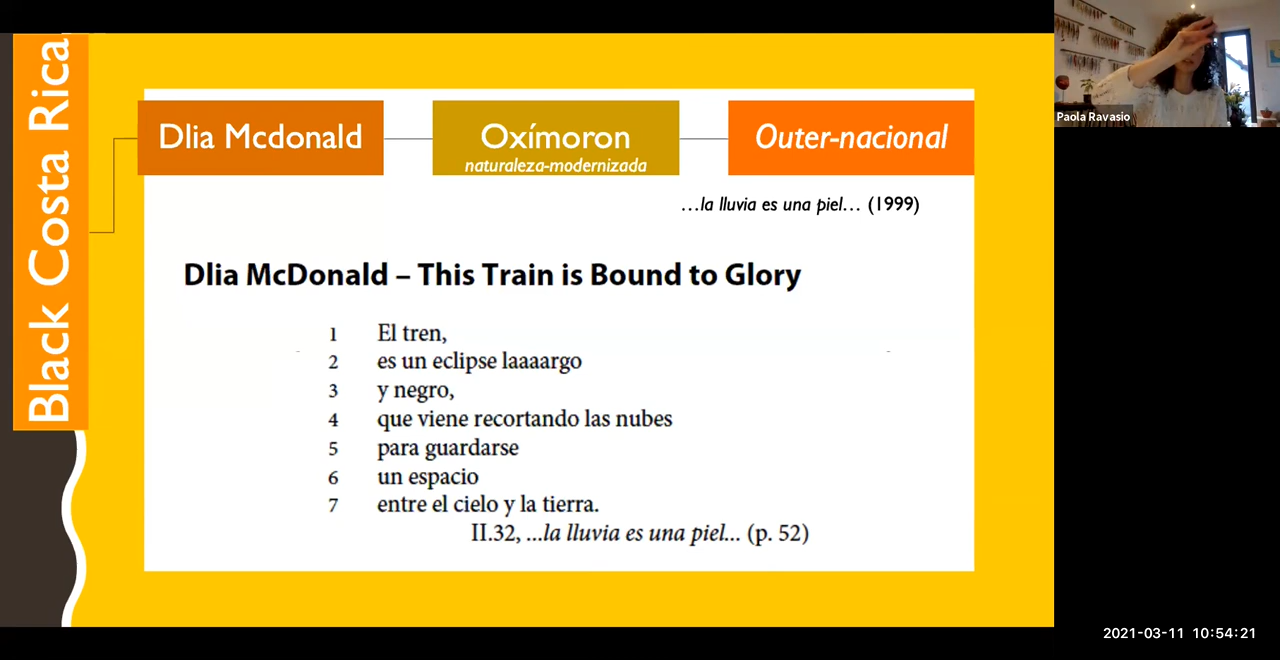 Black Costa Rica
Dlia Mcdonald
Oxímoron
naturaleza-modernizada
Outer-nacional
Paola Ravasio
…la lluvia es una piel… (1999)
Dlia McDonald – This Train is Bound to Glory
1 El tren,
2 es un eclipse laaaargo
3 y negro,
4 que viene recortando las nubes
5 para guardarse
6 un espacio
7 entre el cielo y la tierra.
II.32, ...la lluvia es una piel... (p. 52)
2021-03-11 10:54:21